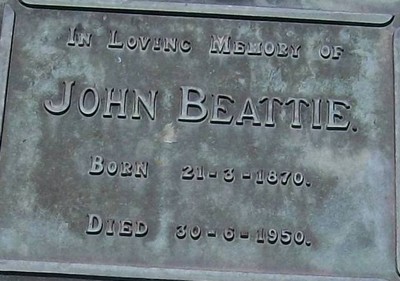 In Loving Memory of
John Beattie.
Born 21-3-1870.
Died 30-6-1950.